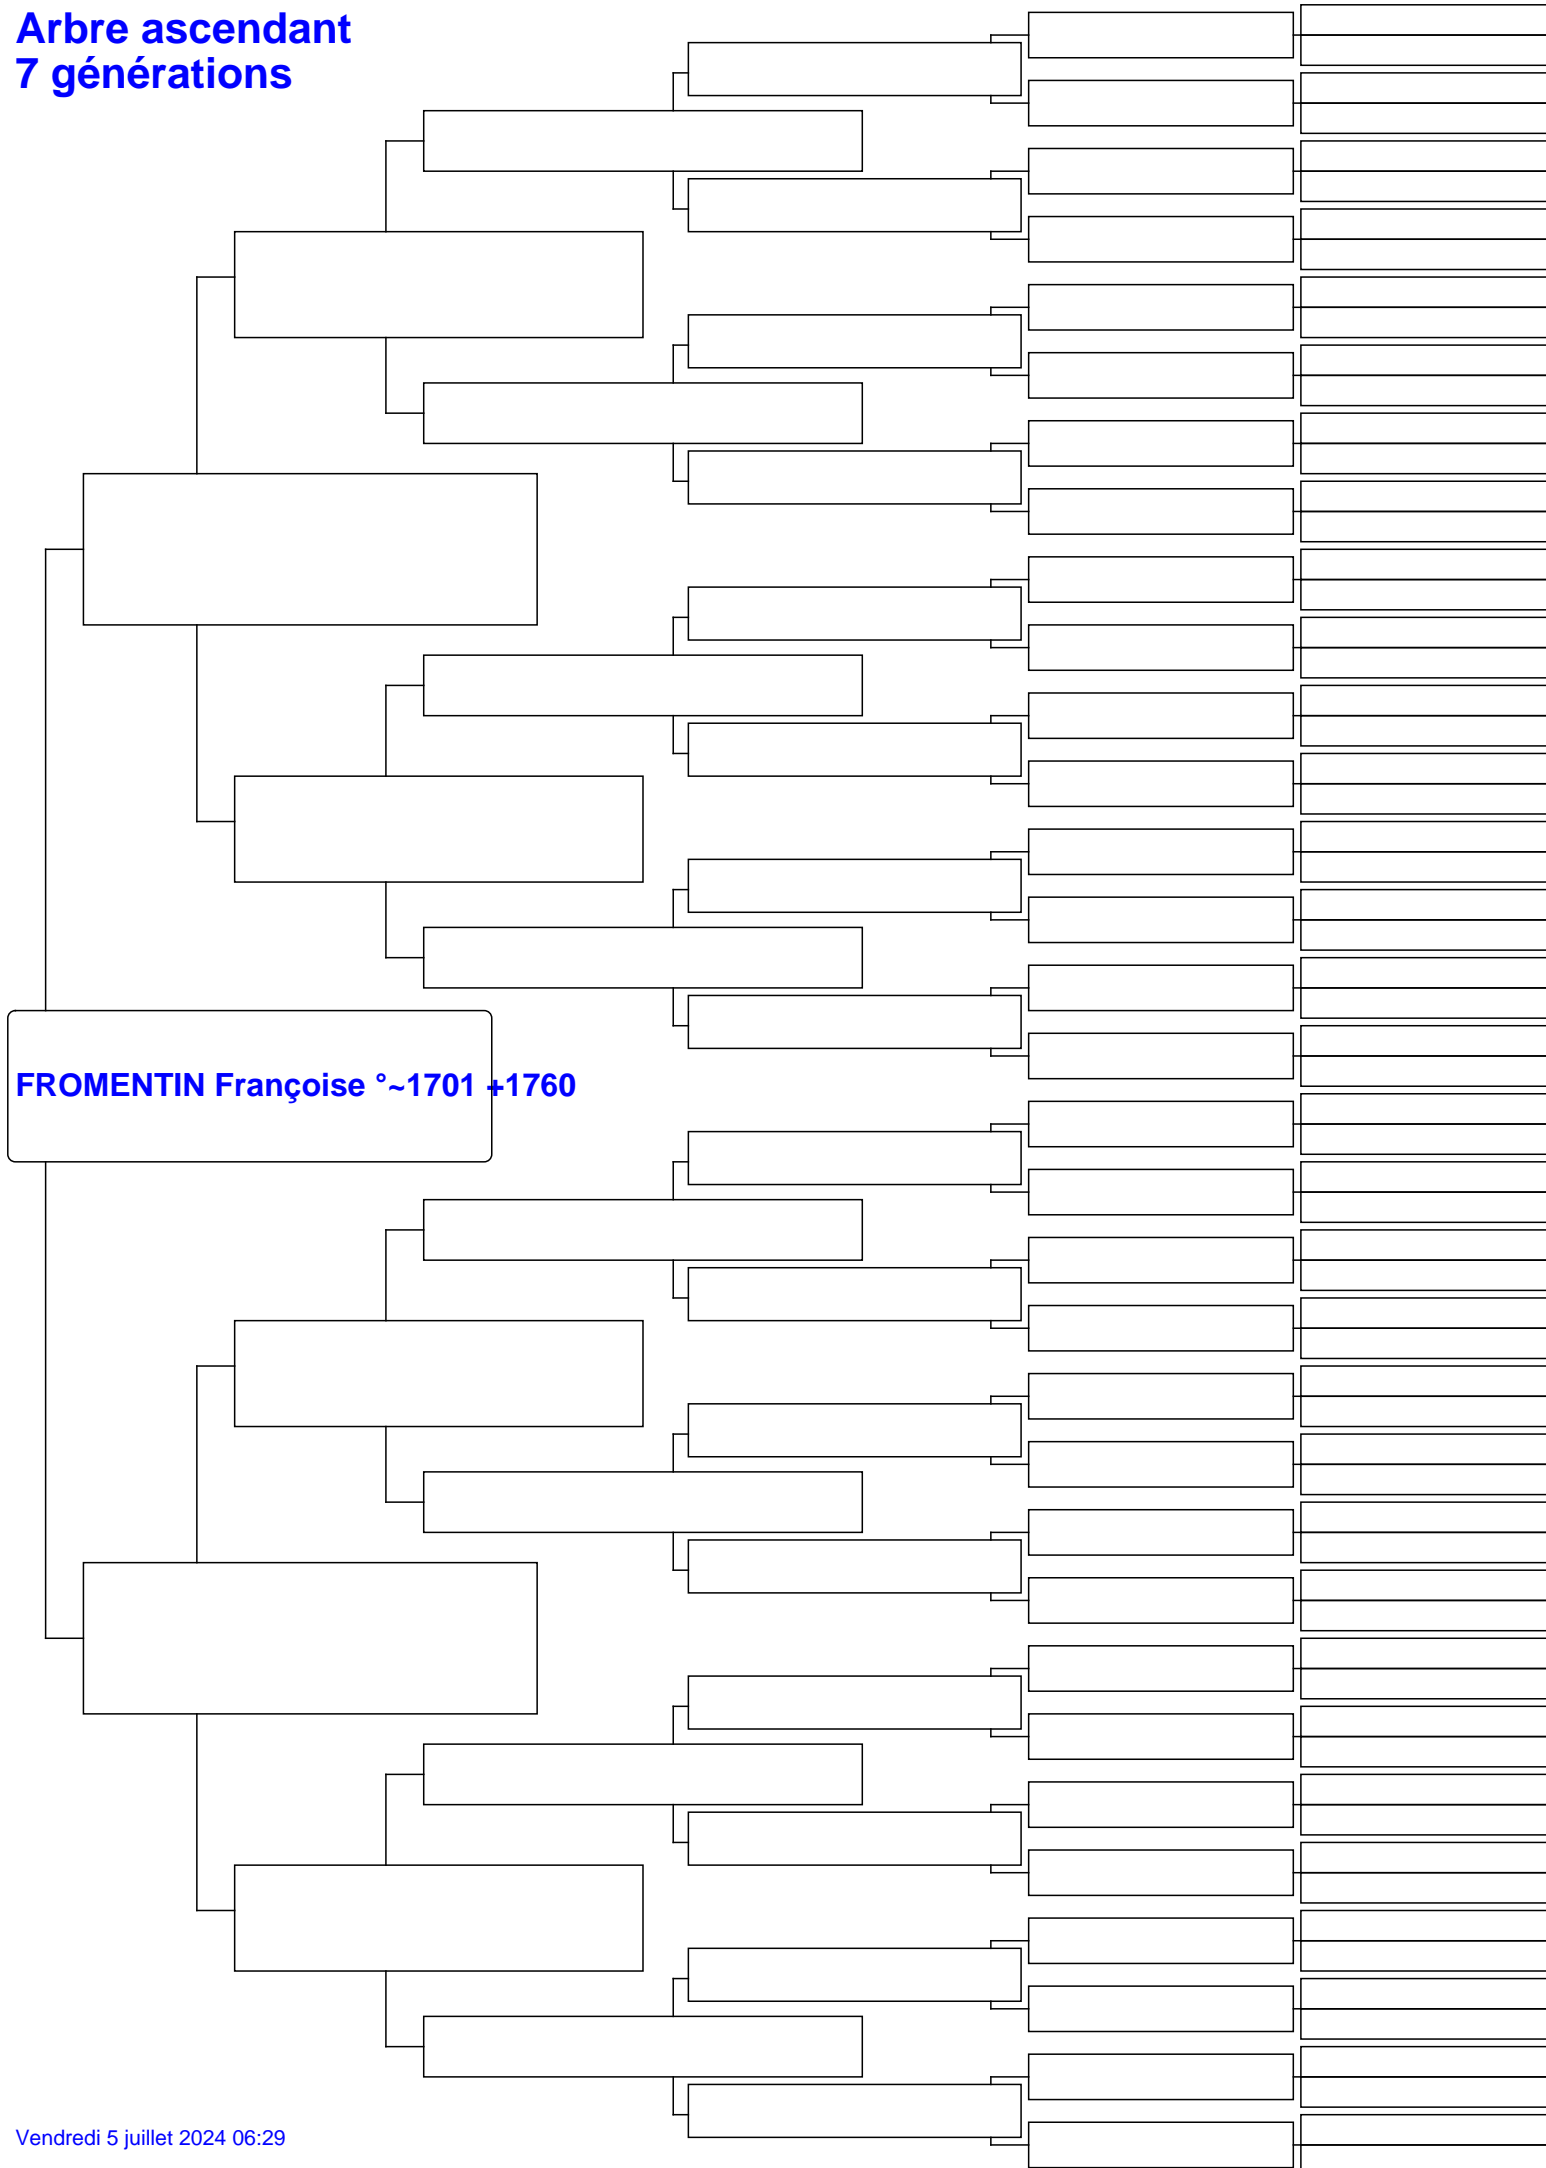 Arbre ascendant
7 générations
FROMENTIN Françoise °~1701 +1760
Vendredi 5 juillet 2024 06:29